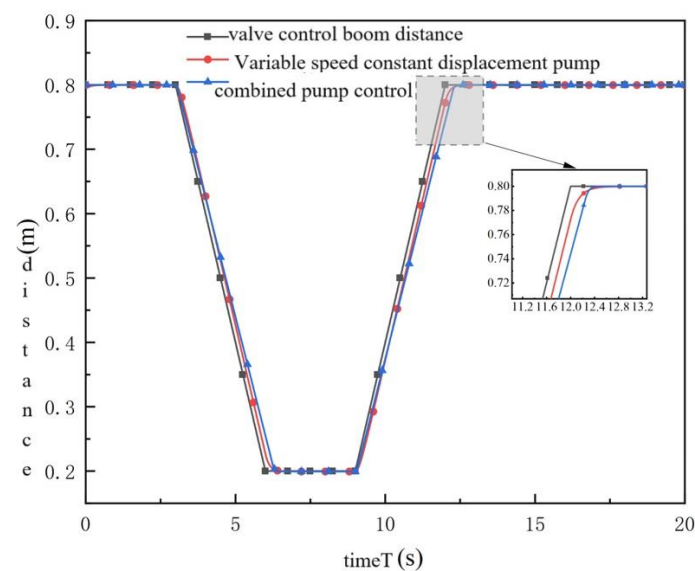 0.9
valve control boom distance
Variable speed constant displacement pump
combined pump control
0.8
0.7
0.6
0.5
0.4
0.3
0.2
distance(m)
0.80
0.78
0.76
0.74
0.72
11.2 11.6 12.0 12.4 12.8 13.2
0 5 10 15 20
timeT (s)